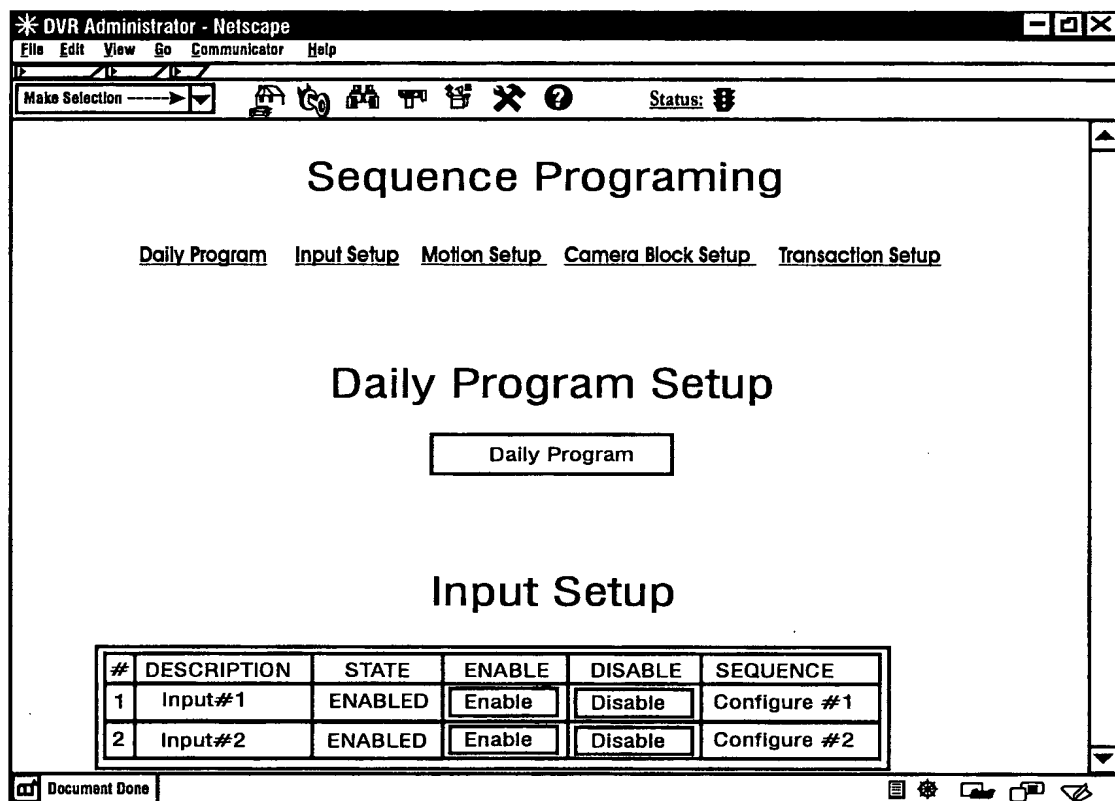 DVR Administrator - Netscape
File Edit View Go Communicator Help
Make Selection -----> Status:
Sequence Programing
Daily Program Input Setup Motion Setup Camera Block Setup Transaction Setup
Daily Program Setup
Daily Program
Input Setup
# DESCRIPTION STATE ENABLE DISABLE SEQUENCE
1 Input#1 ENABLED Enable Disable Configure #1
2 Input#2 ENABLED Enable Disable Configure #2
Document Done